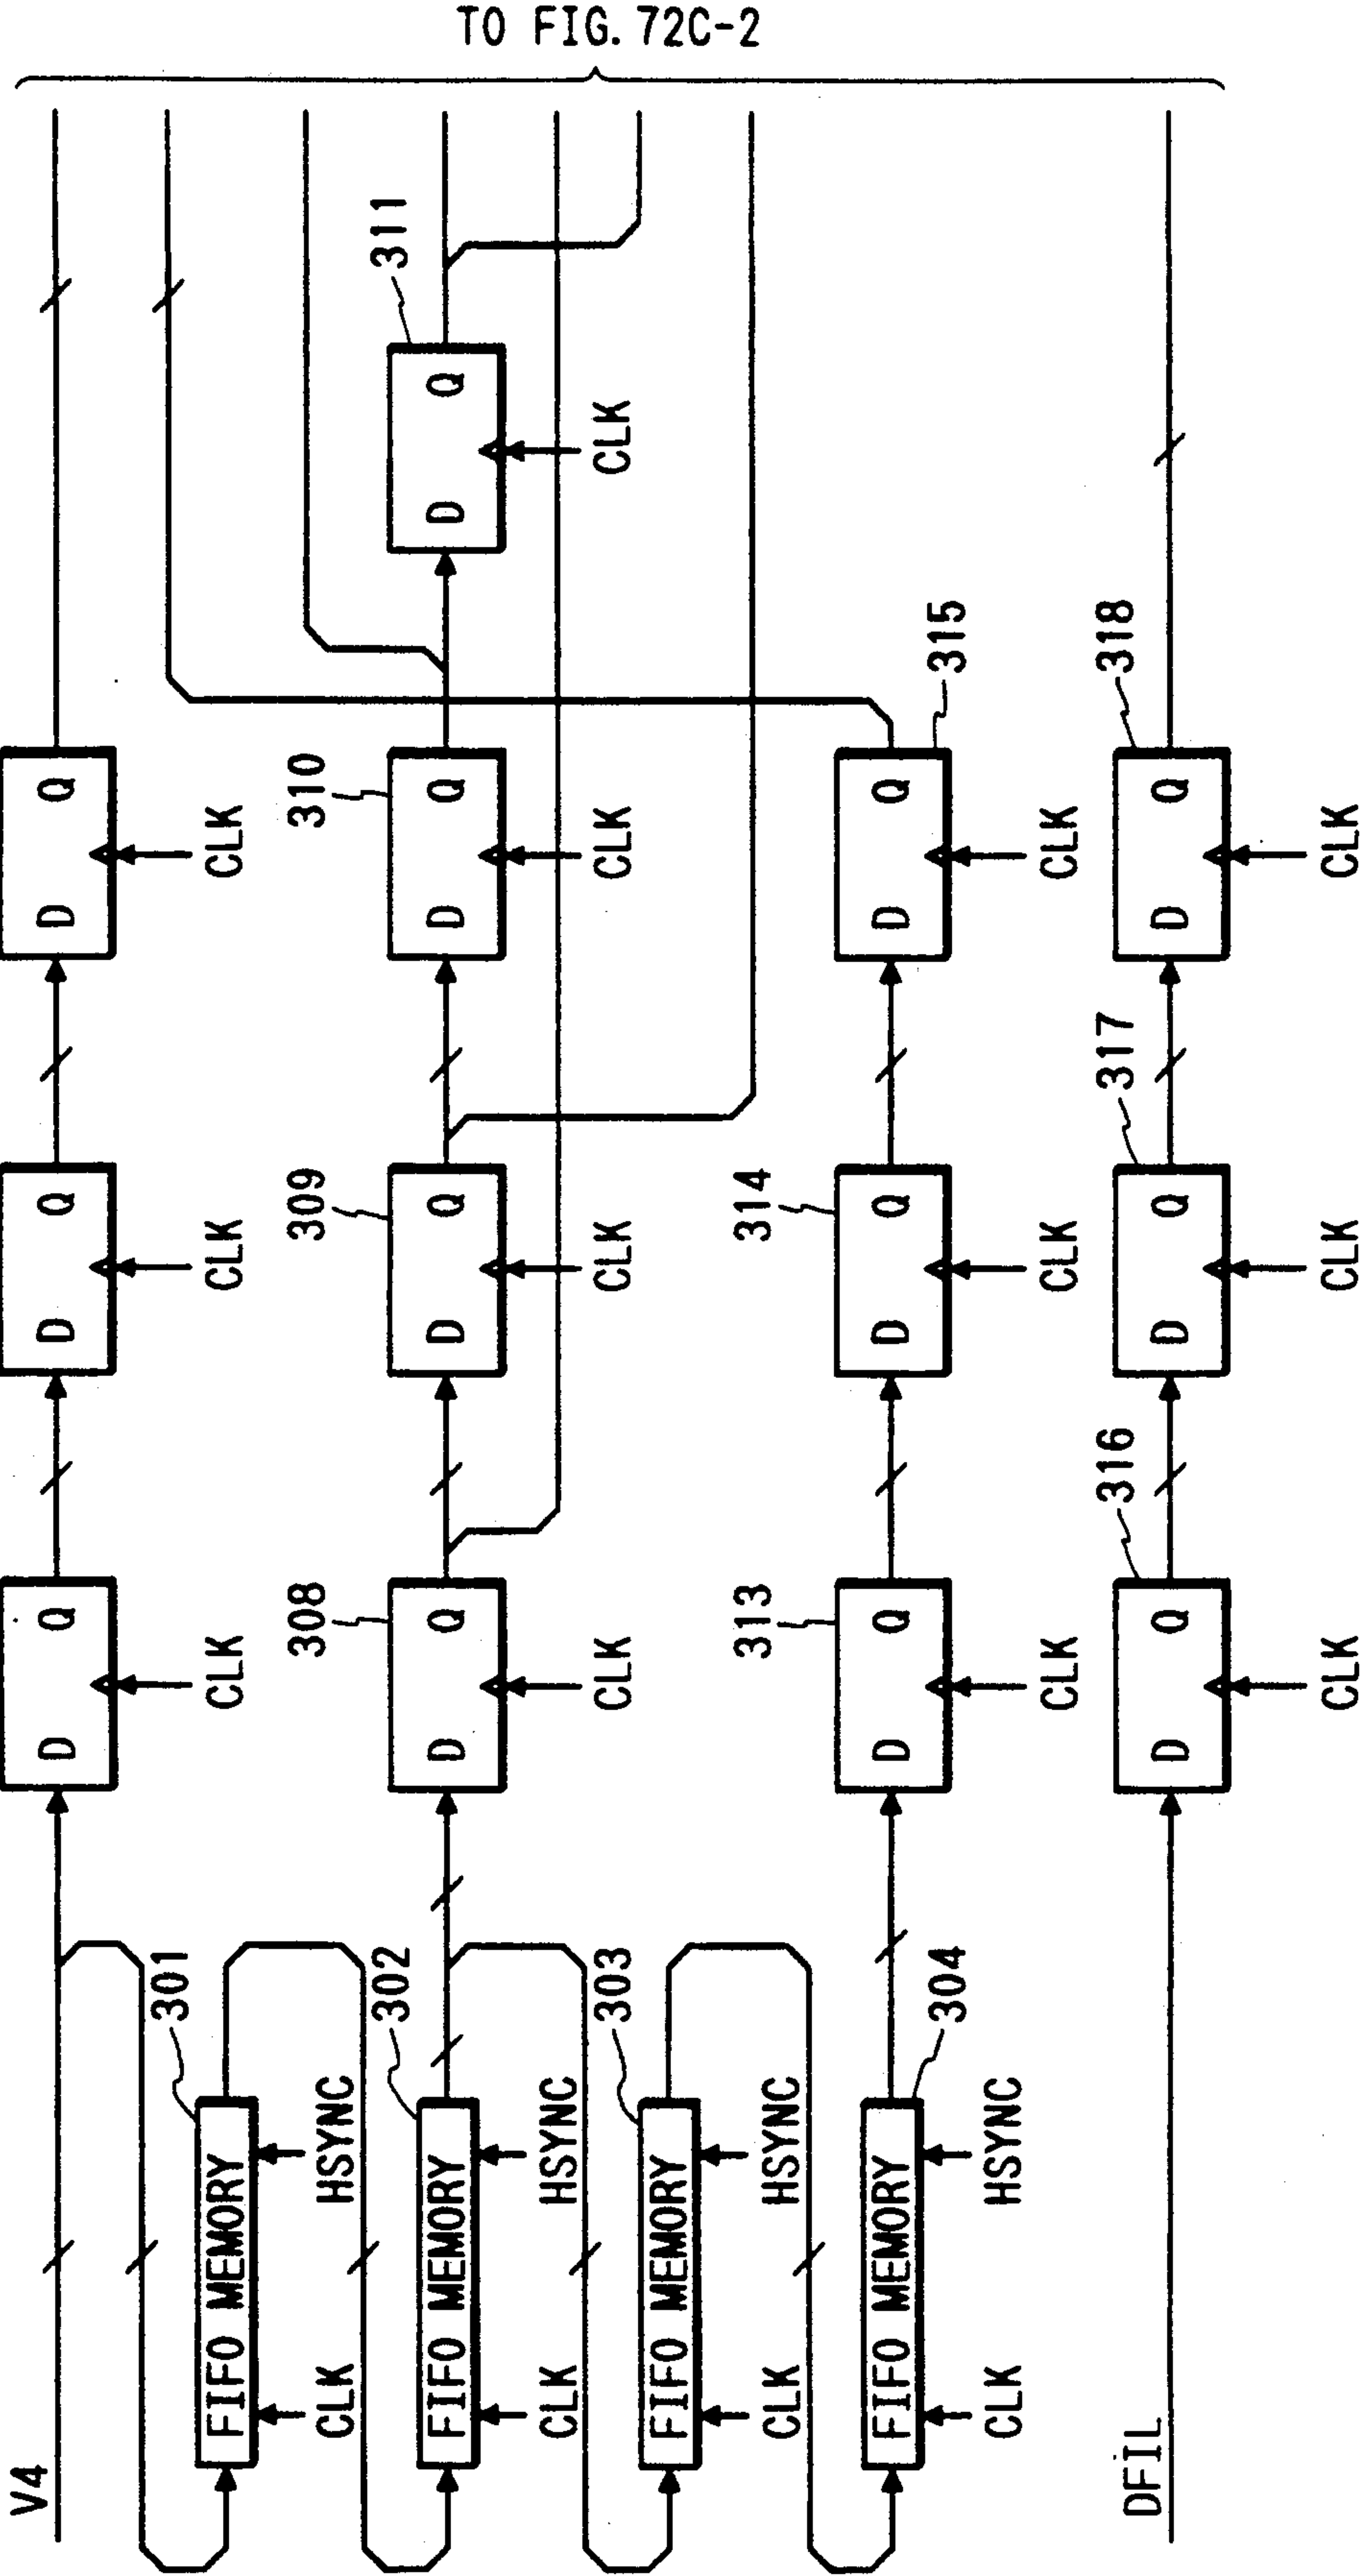 TO FIG. 72C-2
V4
D Q
CLK
D Q
CLK
D Q
CLK
301
FIFO MEMORY
CLK
HSYNC
302
FIFO MEMORY
CLK
HSYNC
308
D Q
CLK
309
D Q
CLK
310
D Q
CLK
311
D Q
CLK
303
FIFO MEMORY
CLK
HSYNC
304
FIFO MEMORY
CLK
HSYNC
313
D Q
CLK
314
D Q
CLK
315
D Q
CLK
DFIL
316
D Q
CLK
317
D Q
CLK
318
D Q
CLK